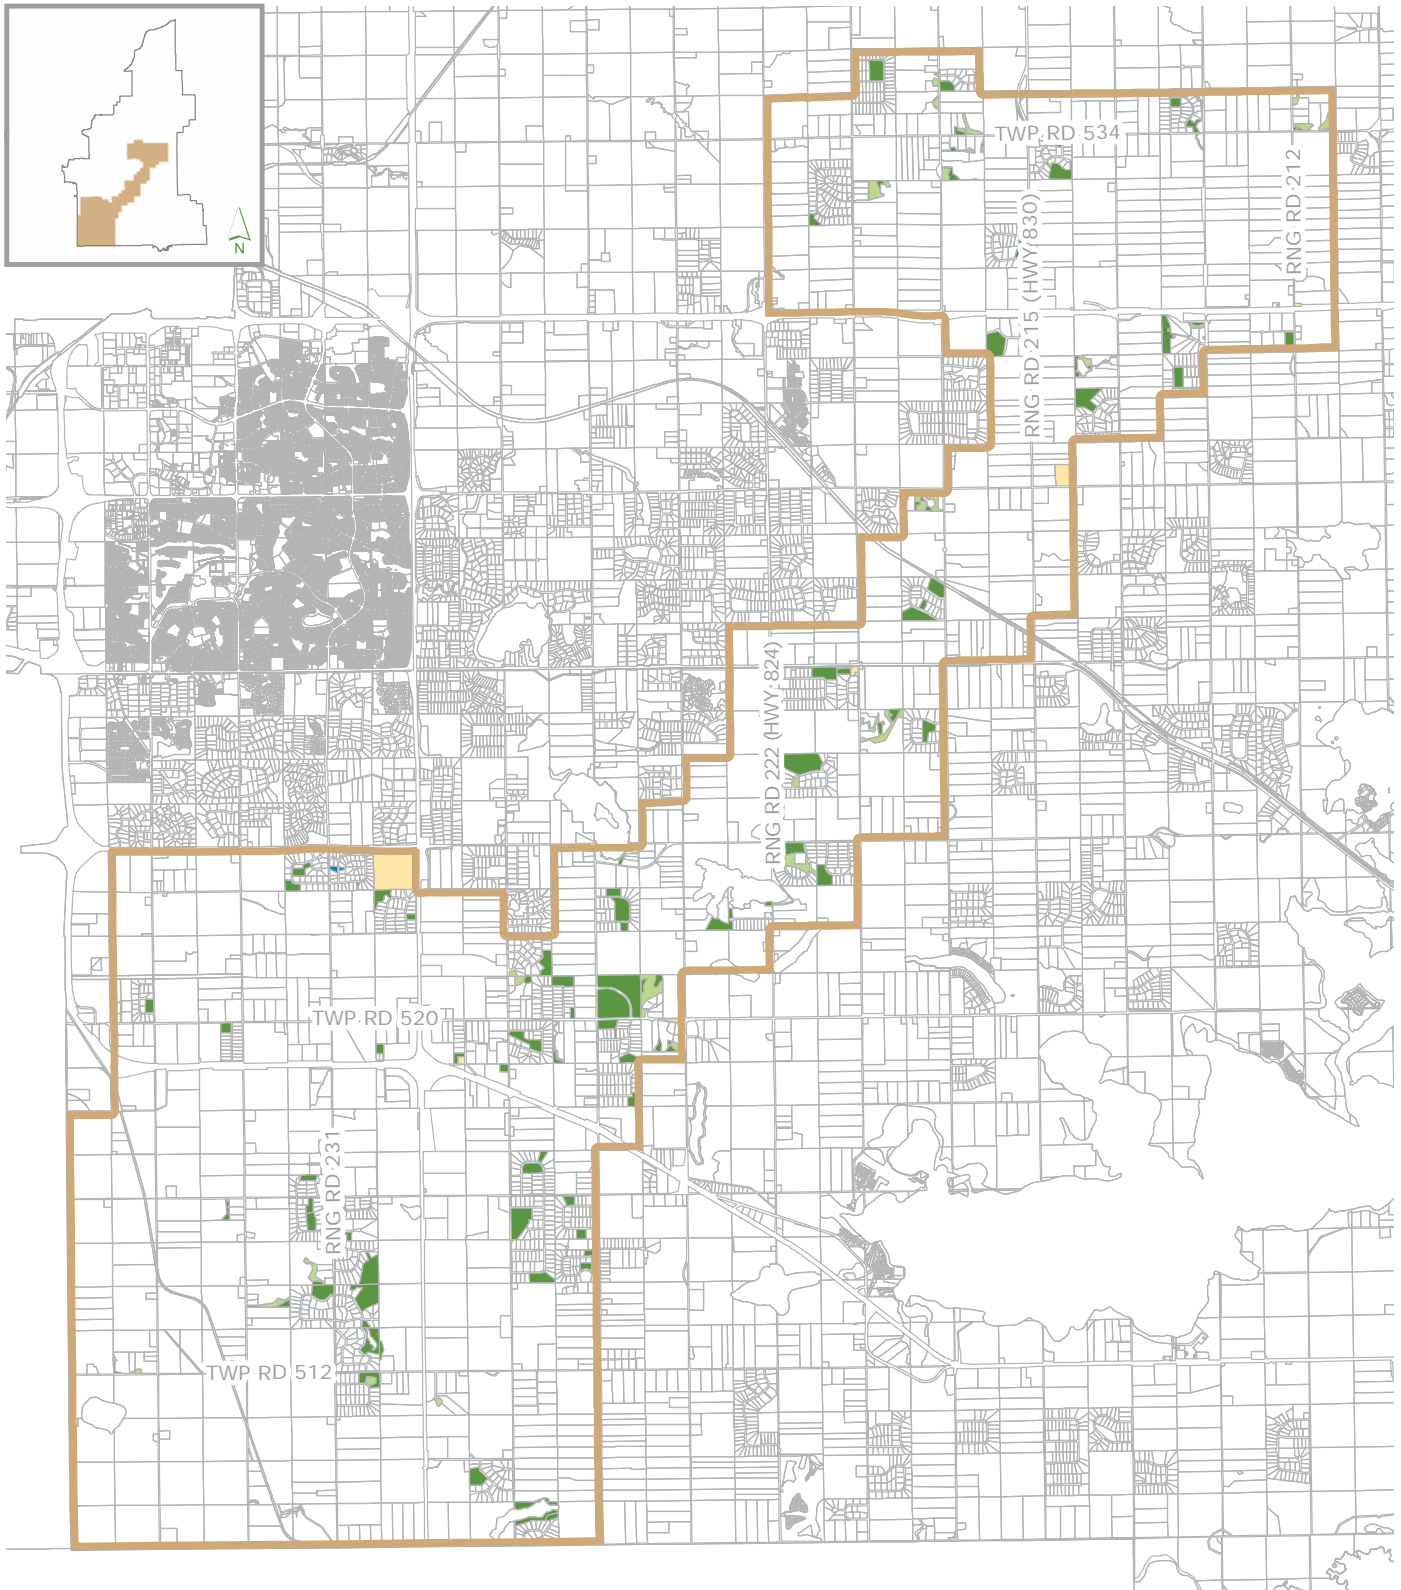 N
TWP RD 534
RNG RD 212
RNG RD 215 (HWY 830)
RNG RD 222 (HWY 824)
TWP RD 520
RNG RD 231
TWP RD 512